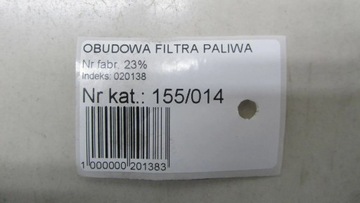 OBUDOWA FILTRA PALIWA
Nr fabr. 23%
Indeks: 020138
Nr kat.: 155/014
1 000000 201383